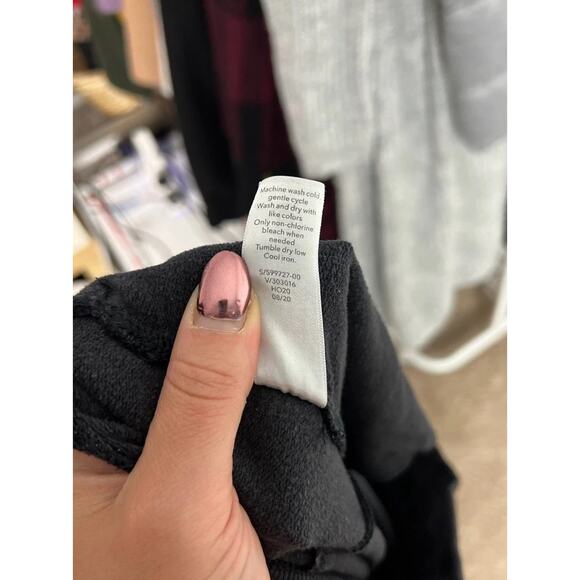 Machine wash cold
gentle cycle
Wash and dry with
like colors
Only non-chlorine
bleach when
needed
Tumble dry low
Cool iron.
S/599727-00
V/303016
HO20
08/20